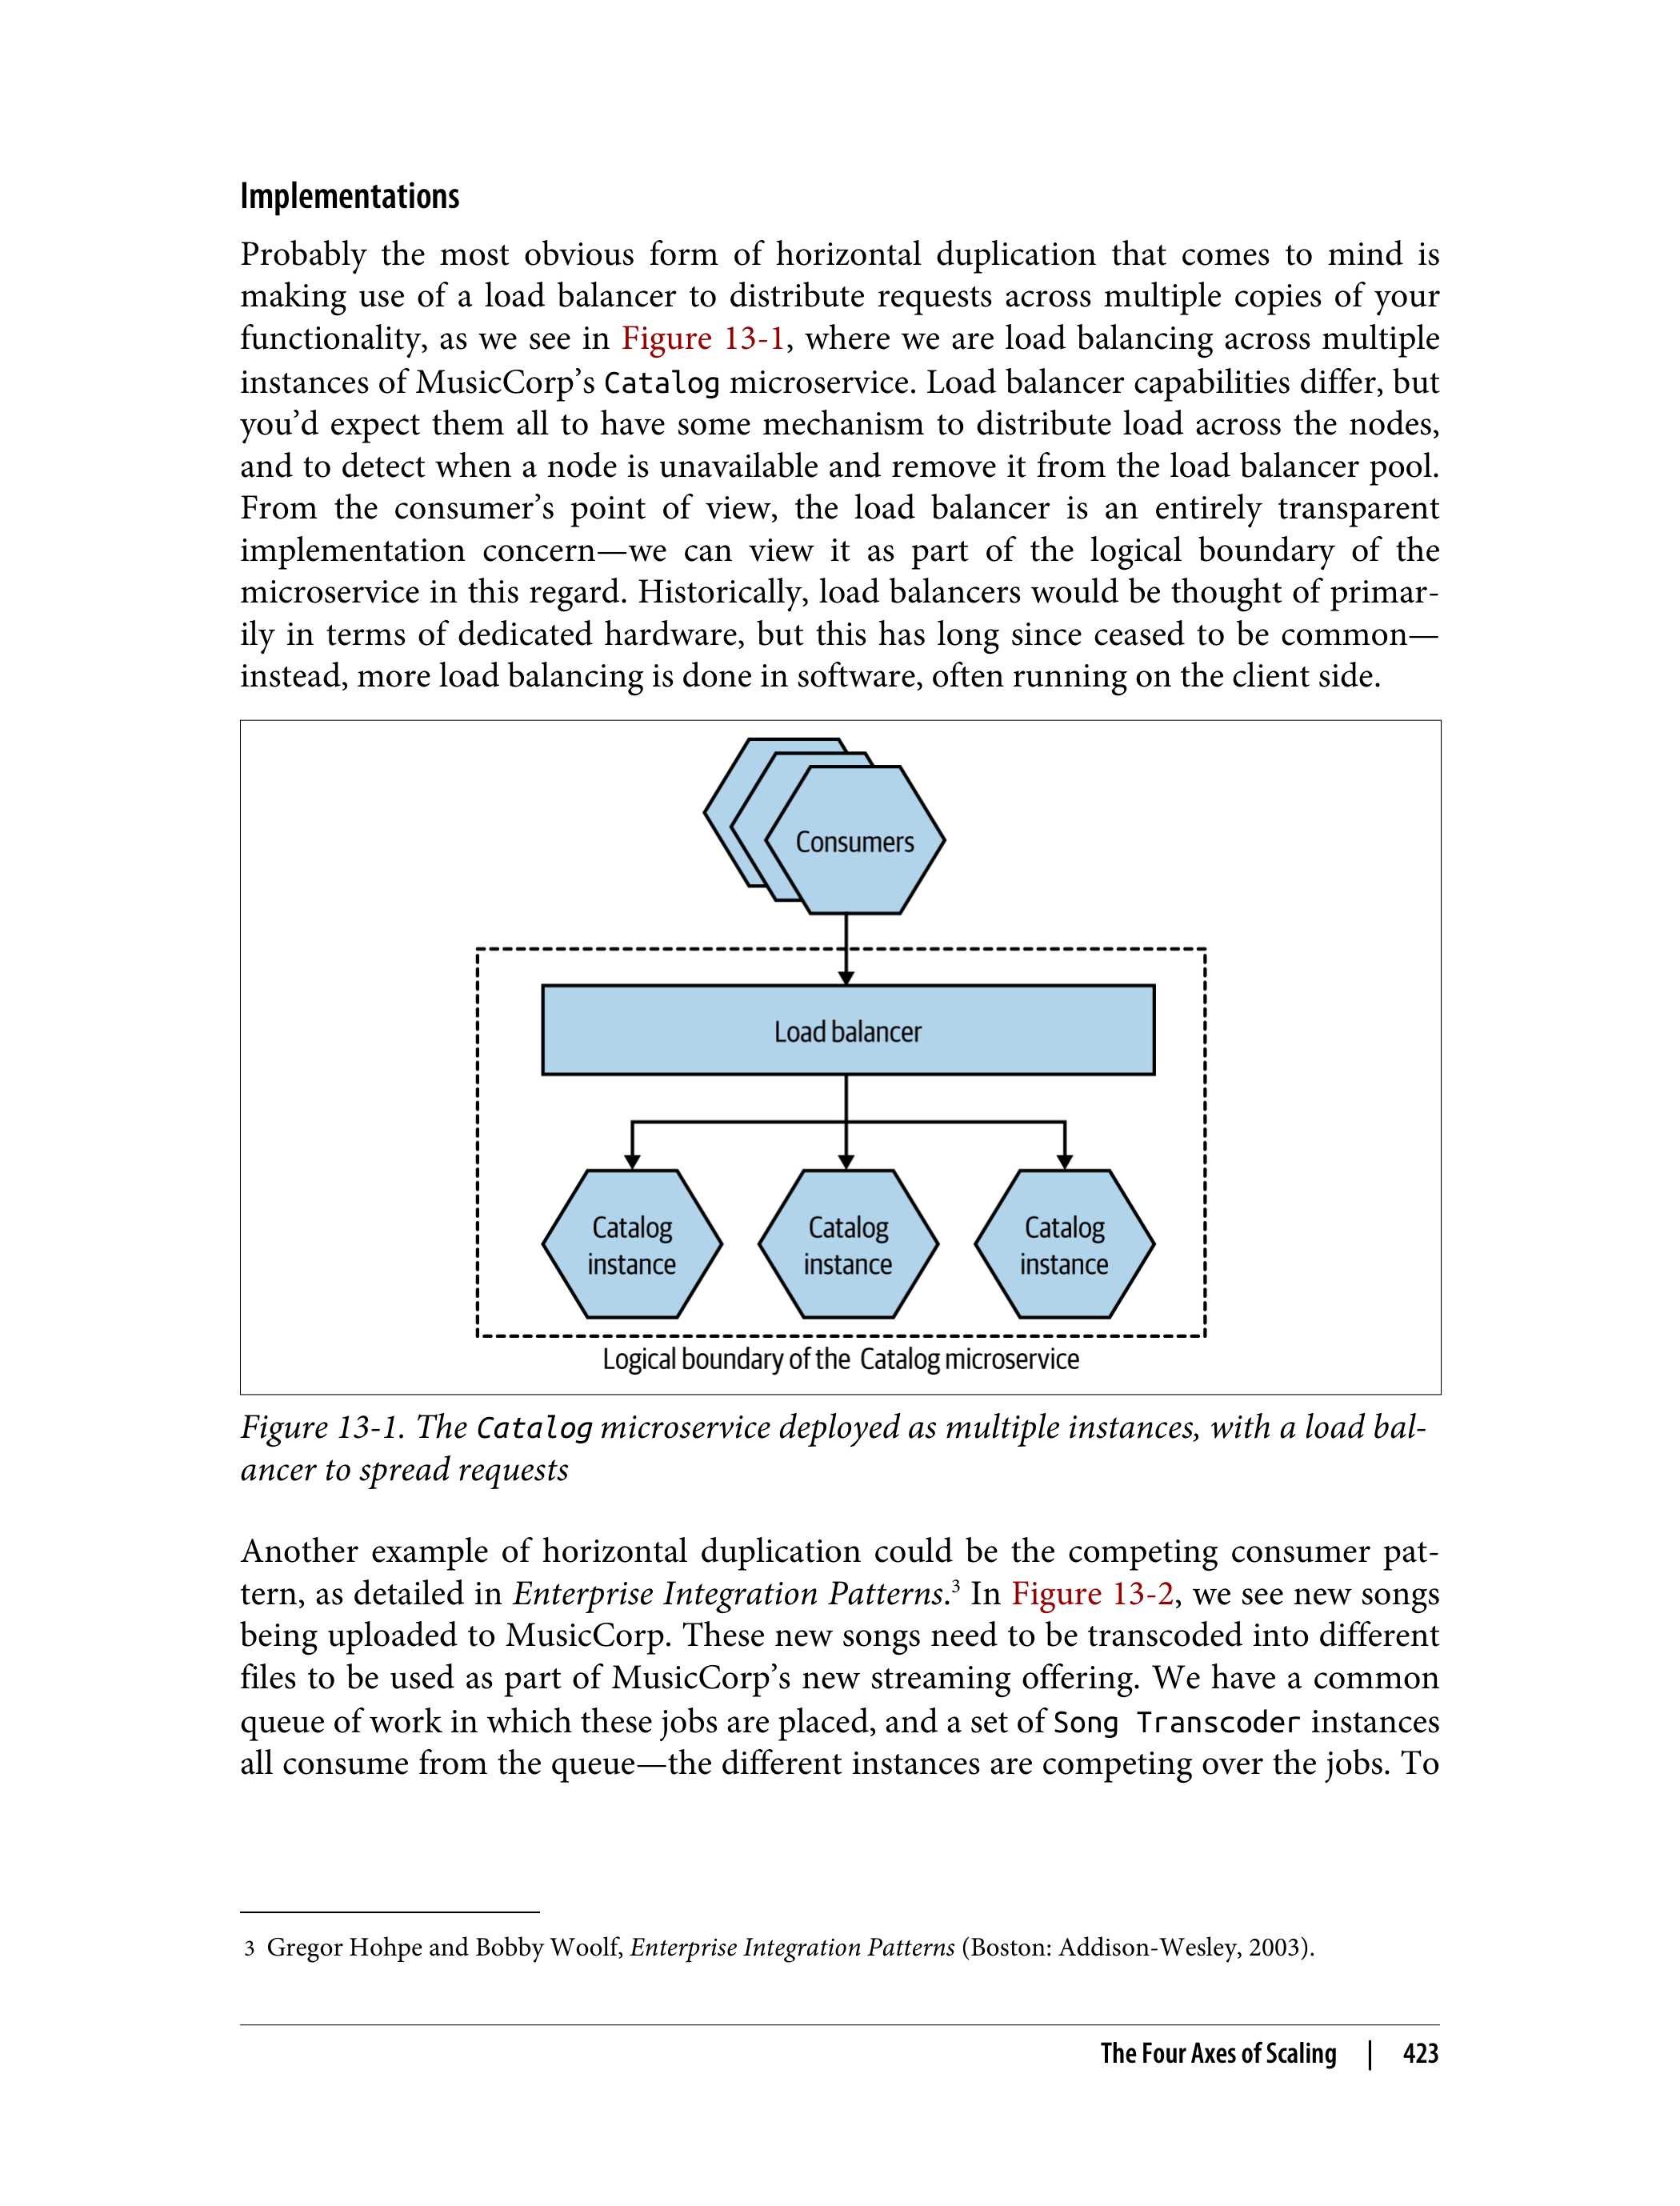 Implementations
Probably the most obvious form of horizontal duplication that comes to mind is
making use of a load balancer to distribute requests across multiple copies of your
functionality, as we see in Figure 13-1, where we are load balancing across multiple
instances of MusicCorp’s Catalog microservice. Load balancer capabilities differ, but
you’d expect them all to have some mechanism to distribute load across the nodes,
and to detect when a node is unavailable and remove it from the load balancer pool.
From the consumer’s point of view, the load balancer is an entirely transparent
implementation concern—we can view it as part of the logical boundary of the
microservice in this regard. Historically, load balancers would be thought of primar-
ily in terms of dedicated hardware, but this has long since ceased to be common—
instead, more load balancing is done in software, often running on the client side.
Consumers
Load balancer
Catalog
instance
Catalog
instance
Catalog
instance
Logical boundary of the Catalog microservice
Figure 13-1. The Catalog microservice deployed as multiple instances, with a load bal-
ancer to spread requests
Another example of horizontal duplication could be the competing consumer pat-
tern, as detailed in Enterprise Integration Patterns.3 In Figure 13-2, we see new songs
being uploaded to MusicCorp. These new songs need to be transcoded into different
files to be used as part of MusicCorp’s new streaming offering. We have a common
queue of work in which these jobs are placed, and a set of Song Transcoder instances
all consume from the queue—the different instances are competing over the jobs. To
3 Gregor Hohpe and Bobby Woolf, Enterprise Integration Patterns (Boston: Addison-Wesley, 2003).
The Four Axes of Scaling | 423